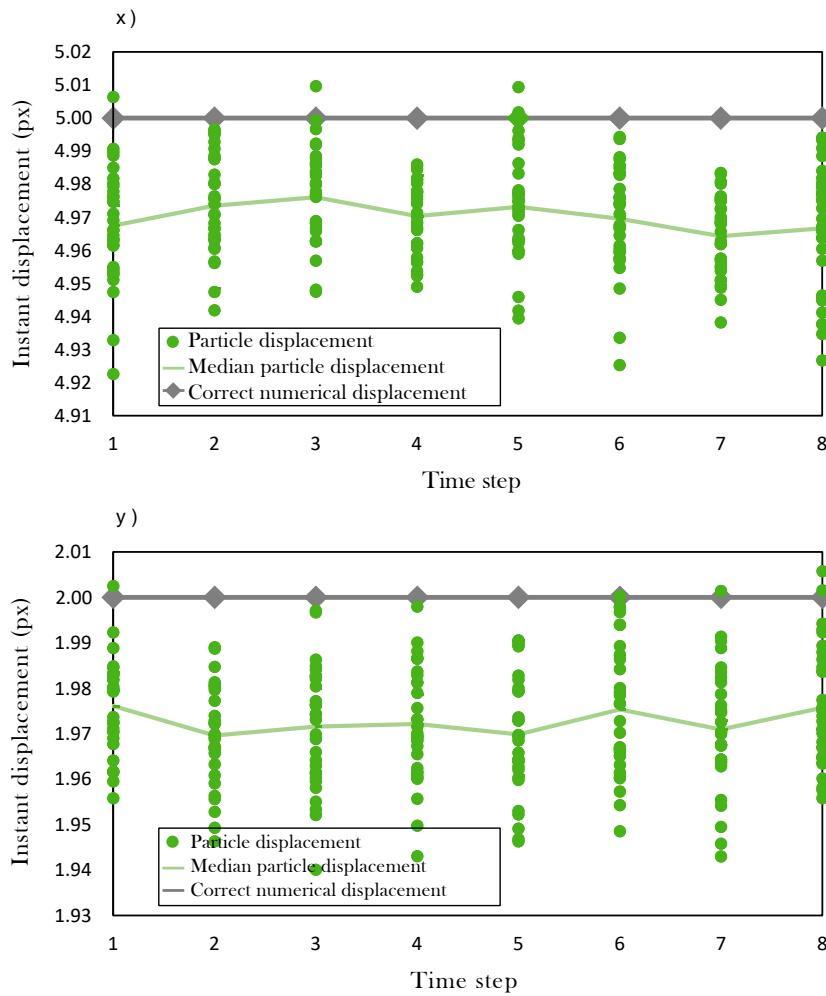 x )
5.02
5.01
5.00
4.99
4.98
4.97
4.96
4.95
4.94
4.93
4.92
4.91
Instant displacement (px)
Particle displacement
Median particle displacement
Correct numerical displacement
1 2 3 4 5 6 7 8
Time step
y )
2.01
2.00
1.99
1.98
1.97
1.96
1.95
1.94
1.93
Instant displacement (px)
Particle displacement
Median particle displacement
Correct numerical displacement
1 2 3 4 5 6 7 8
Time step